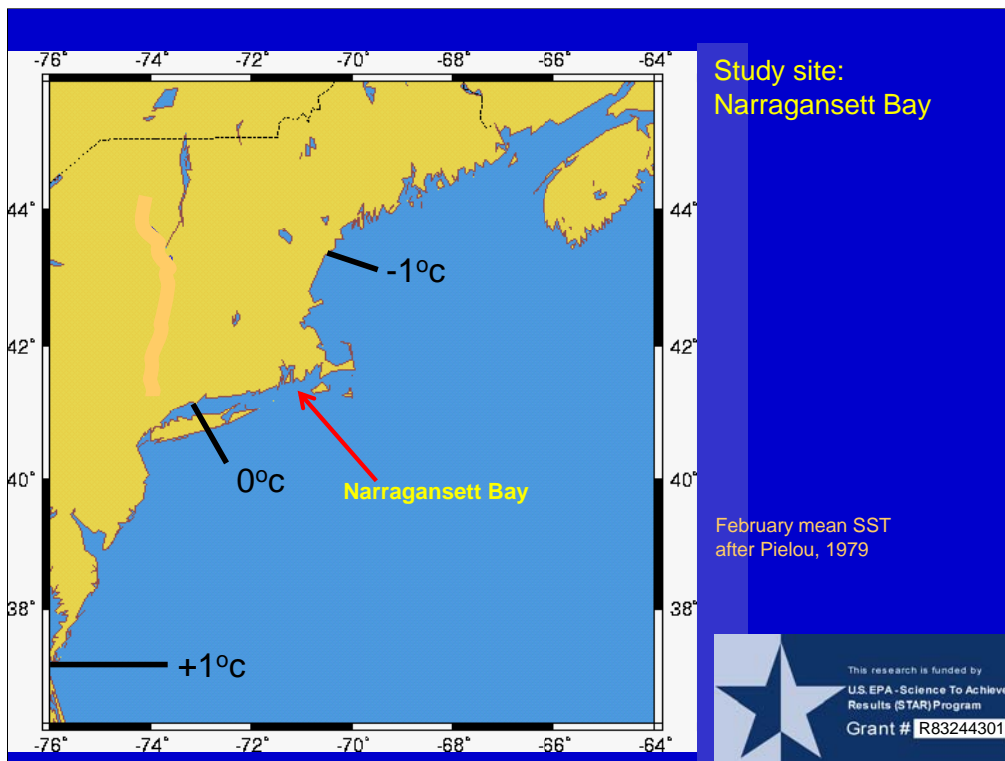 -76° -74° -72° -70° -68° -66° -64°
Study site:
Narragansett Bay
44° 44°
-1°c
42° 42°
0°c
40° 40°
Narragansett Bay
February mean SST
after Pielou, 1979
38° 38°
+1°c
This research is funded by
U.S. EPA - Science To Achieve
Results (STAR) Program
Grant # R83244301
-76° -74° -72° -70° -68° -66° -64°